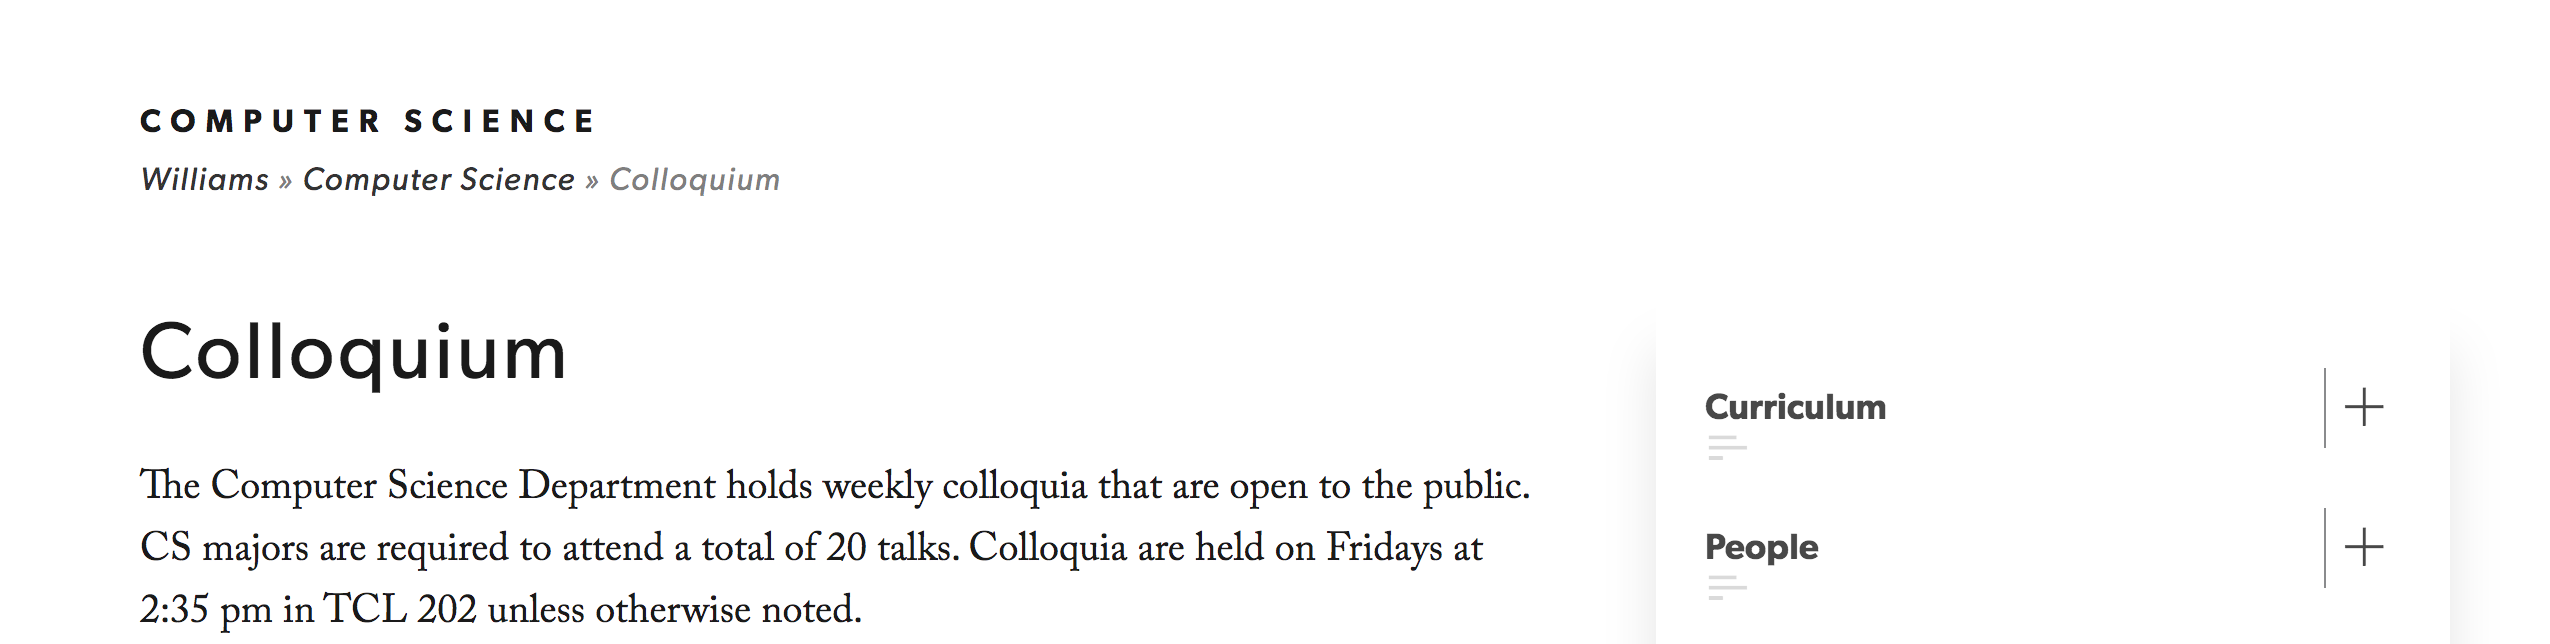 COMPUTER SCIENCE
Williams » Computer Science » Colloquium
Colloquium
The Computer Science Department holds weekly colloquia that are open to the public.
CS majors are required to attend a total of 20 talks. Colloquia are held on Fridays at
2:35 pm in TCL 202 unless otherwise noted.
Curriculum
People